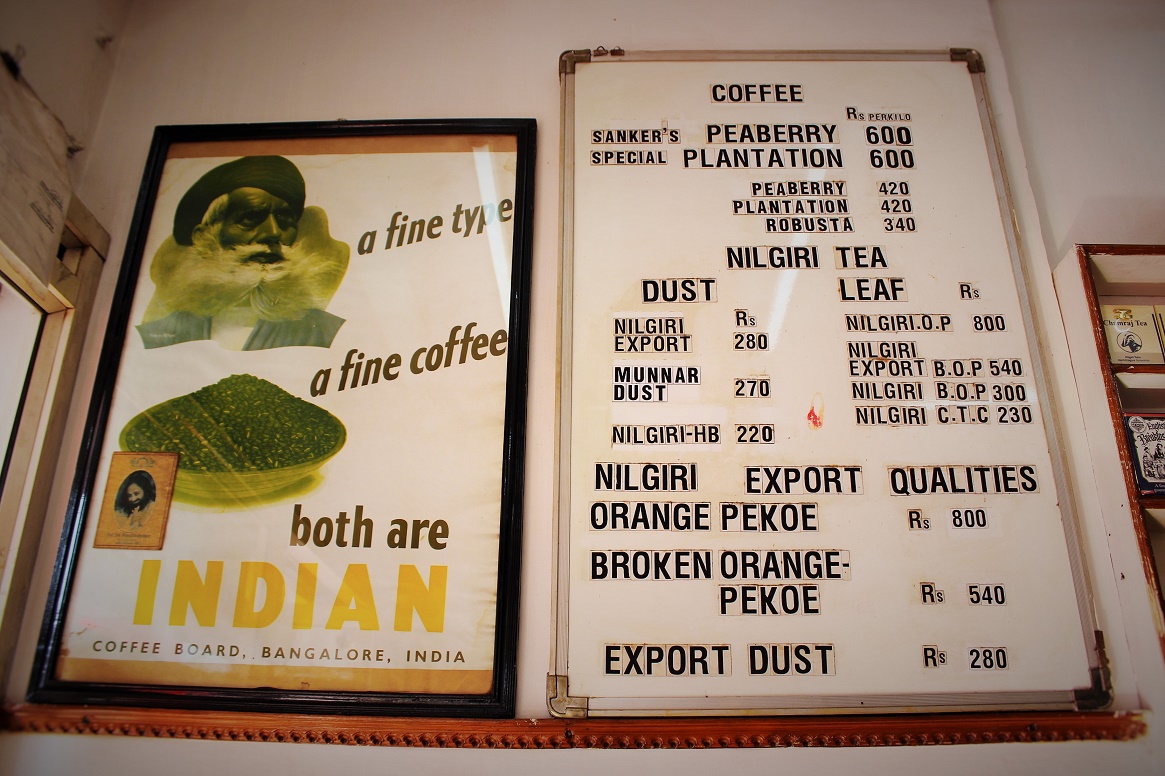 a fine type
a fine coffee
both are
INDIAN
COFFEE BOARD, BANGALORE, INDIA
COFFEE
Rs PERKILO
SANKER'S PEABERRY 600
SPECIAL PLANTATION 600
PEABERRY 420
PLANTATION 420
ROBUSTA 340
NILGIRI TEA
DUST LEAF Rs
NILGIRI Rs
EXPORT 280
MUNNAR
DUST 270
NILGIRI-HB 220
NILGIRI.O.P 800
NILGIRI
EXPORT B.O.P 540
NILGIRI B.O.P 300
NILGIRI C.T.C 230
NILGIRI EXPORT QUALITIES
ORANGE PEKOE Rs 800
BROKEN ORANGE-
PEKOE Rs 540
EXPORT DUST Rs 280
Chamraj Tea